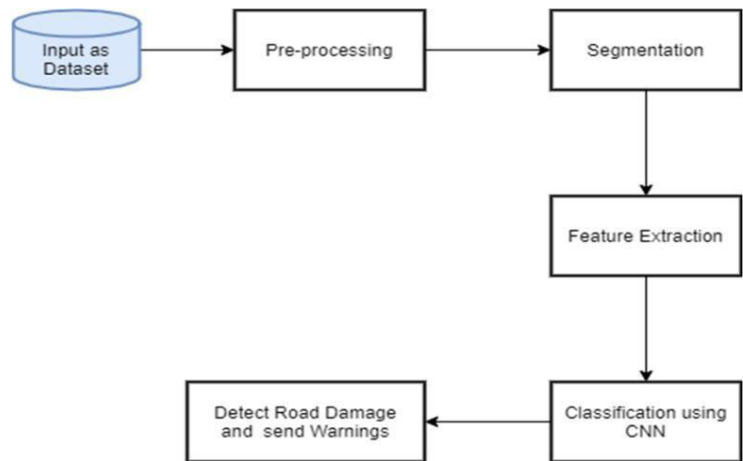 Input as
Dataset
Pre-processing
Segmentation
Feature Extraction
Classification using
CNN
Detect Road Damage
and send Warnings